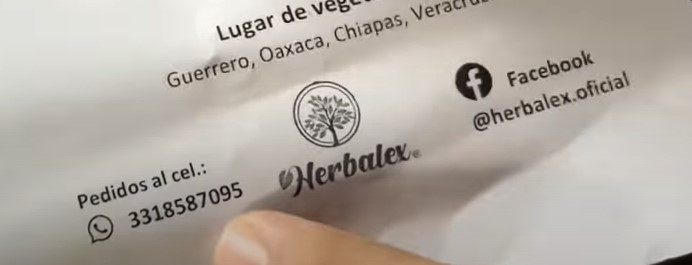 Lugar de
Guerrero, Oaxaca, Chiapas,
Facebook
@herbalex.oficial
Herbalex
Pedidos al cel.:
3318587095